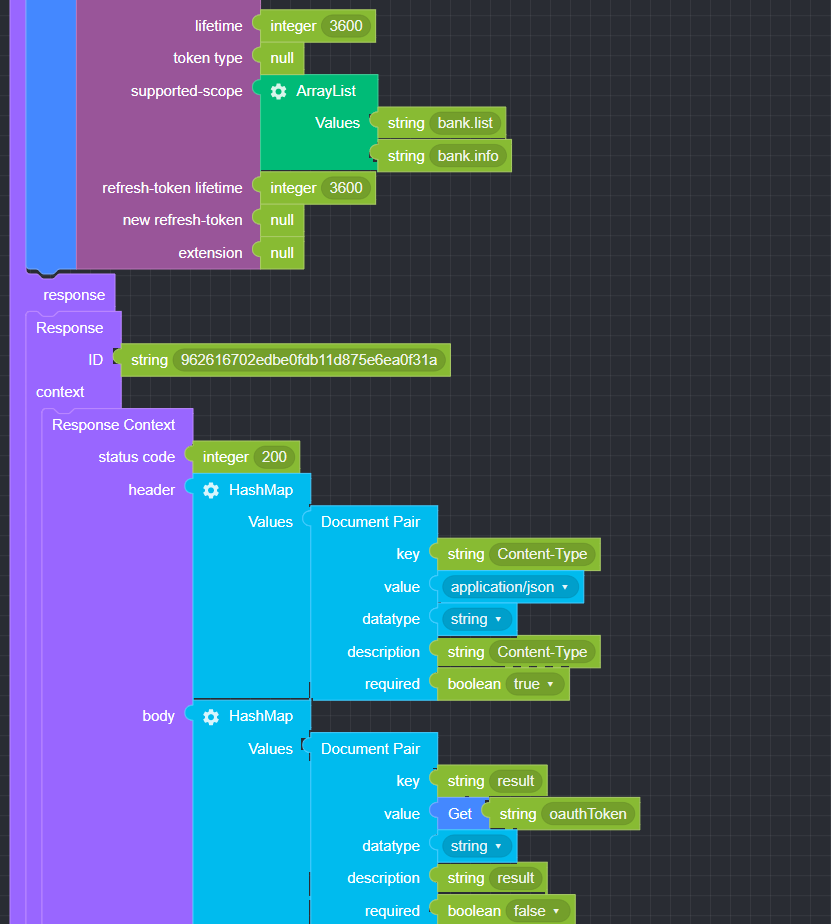 lifetime integer 3600
token type null
supported-scope ArrayList
Values string bank.list
string bank.info
refresh-token lifetime integer 3600
new refresh-token null
extension null
response
Response
ID string 962616702edbe0fdb11d875e6ea0f31a
context
Response Context
status code integer 200
header HashMap
Values Document Pair
key string Content-Type
value application/json
datatype string
description string Content-Type
required boolean true
body HashMap
Values Document Pair
key string result
value Get string oauthToken
datatype string
description string result
required boolean false